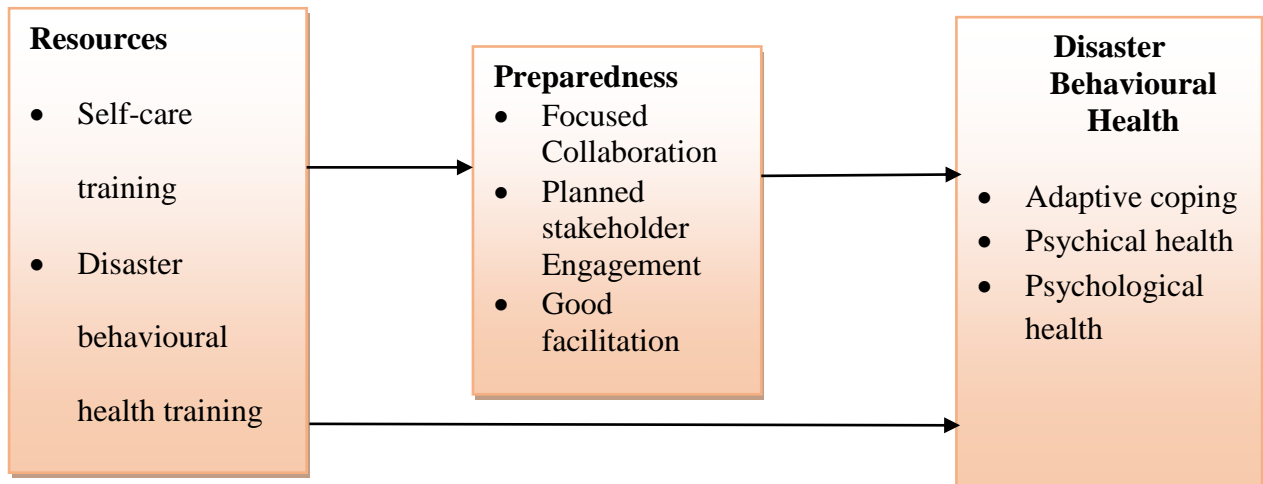 Resources
• Self-care
training
• Disaster
behavioural
health training
Preparedness
• Focused
Collaboration
• Planned
stakeholder
Engagement
• Good
facilitation
Disaster
Behavioural
Health
• Adaptive coping
• Psychical health
• Psychological
health